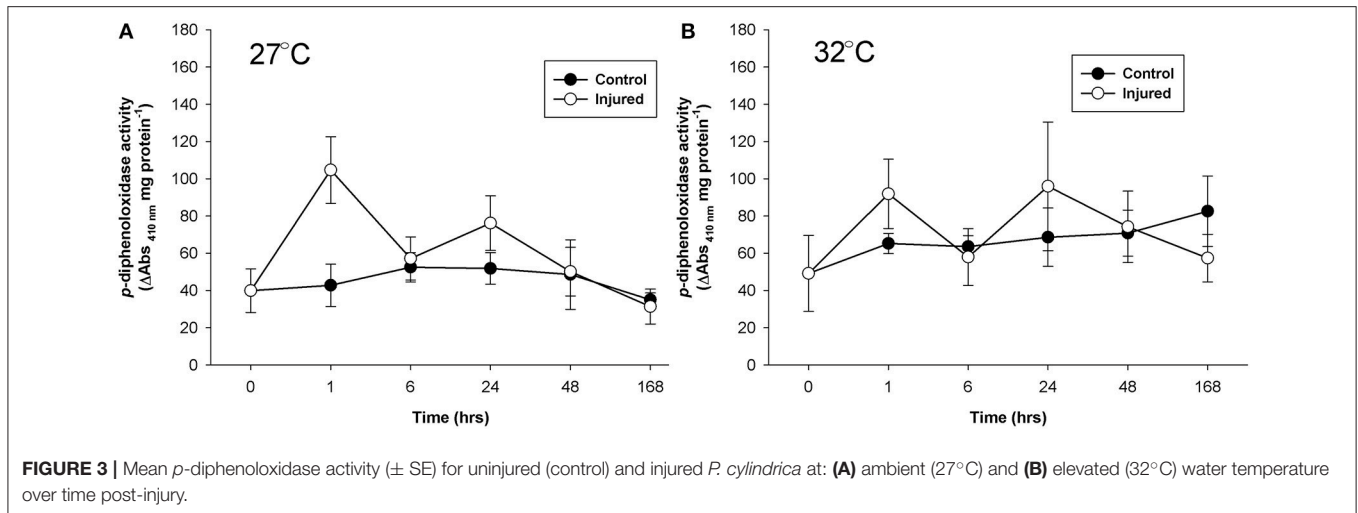 A
27°C
Control
Injured
p-diphenoloxidase activity
(ΔAbs 410 nm mg protein-1)
180
160
140
120
100
80
60
40
20
0
0 1 6 24 48 168
Time (hrs)
B
32°C
Control
Injured
p-diphenoloxidase activity
(ΔAbs 410 nm mg protein-1)
180
160
140
120
100
80
60
40
20
0
0 1 6 24 48 168
Time (hrs)
FIGURE 3 | Mean p-diphenoloxidase activity (± SE) for uninjured (control) and injured P. cylindrica at: (A) ambient (27°C) and (B) elevated (32°C) water temperature
over time post-injury.